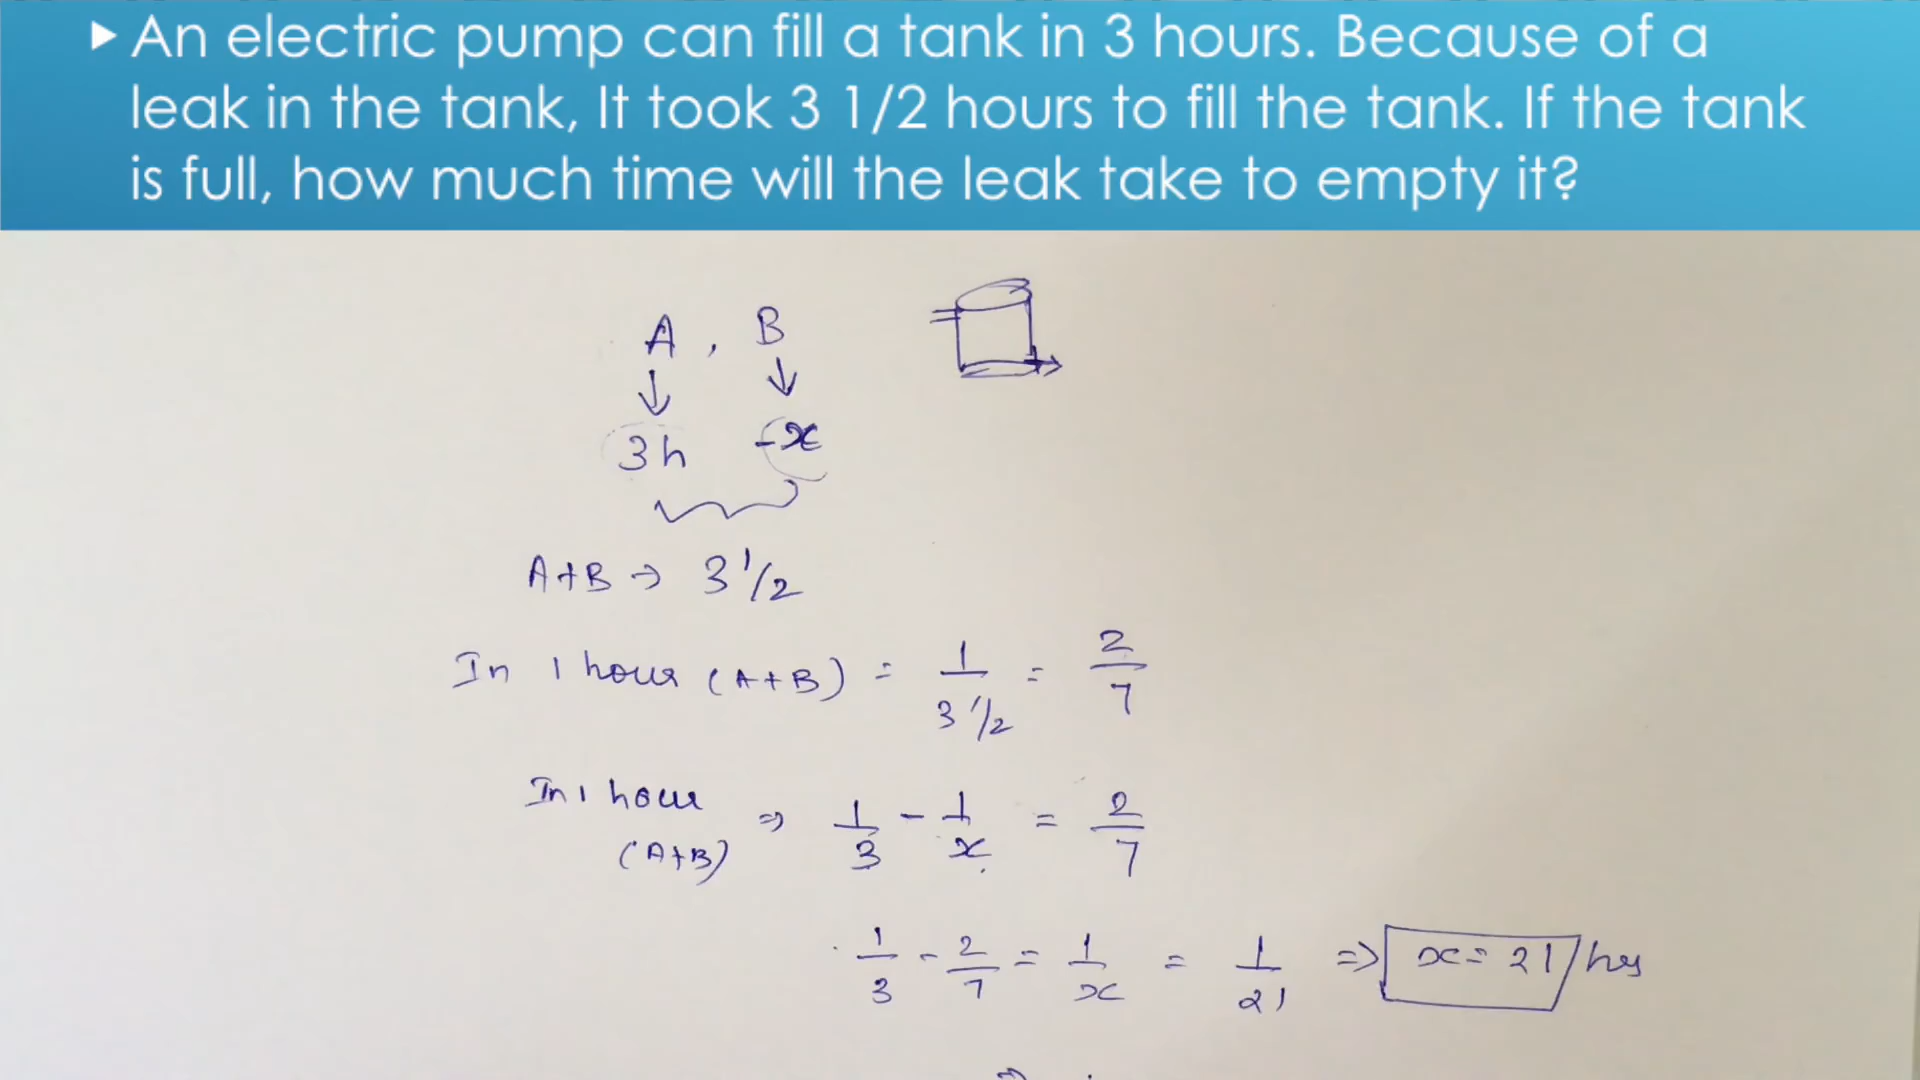 An electric pump can fill a tank in 3 hours. Because of a
leak in the tank, It took 3 1/2 hours to fill the tank. If the tank
is full, how much time will the leak take to empty it?
A , B
3h -x
A+B → 3 1/2
In 1 hour (A+B) = 1/(3 1/2) = 2/7
In 1 hour
(A+B) ⇒ 1/3 - 1/x = 2/7
1/3 - 2/7 = 1/x = 1/21 ⇒ x = 21 hrs